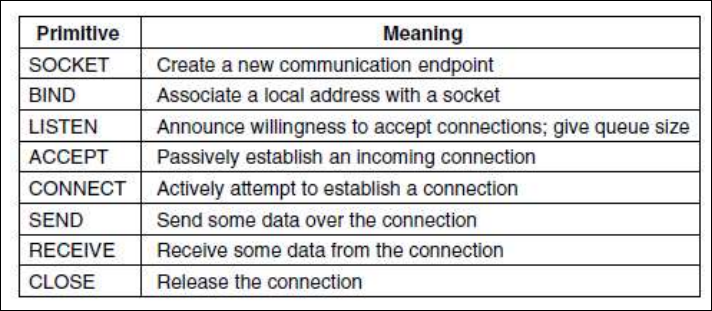 Primitive Meaning
SOCKET Create a new communication endpoint
BIND Associate a local address with a socket
LISTEN Announce willingness to accept connections; give queue size
ACCEPT Passively establish an incoming connection
CONNECT Actively attempt to establish a connection
SEND Send some data over the connection
RECEIVE Receive some data from the connection
CLOSE Release the connection